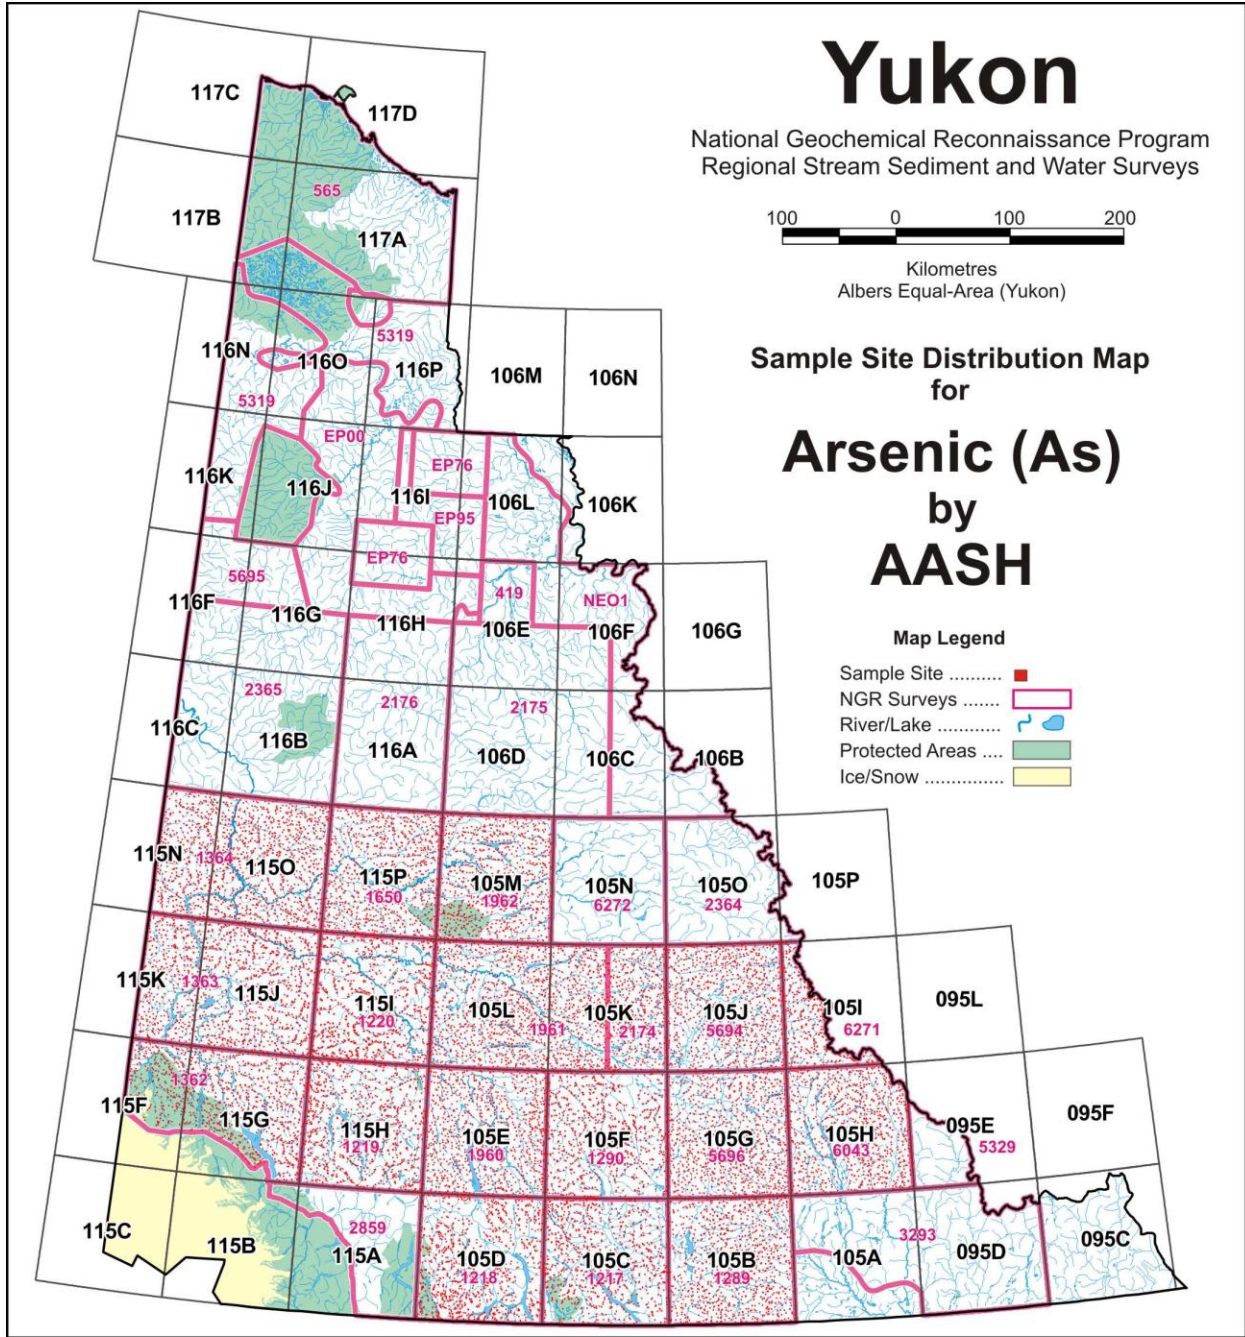 Yukon
National Geochemical Reconnaissance Program
Regional Stream Sediment and Water Surveys
100 0 100 200
Kilometres
Albers Equal-Area (Yukon)
Sample Site Distribution Map
for
Arsenic (As)
by
AASH
Map Legend
Sample Site ..........
NGR Surveys .......
River/Lake ............
Protected Areas ....
Ice/Snow ...............
117C
117D
565
117B
117A
5319
116N
116O
116P
106M
106N
5319
EP00
EP76
116K
116J
116I
106L
106K
EP95
EP76
5695
419
NEO1
116F
116G
116H
106E
106F
106G
2365
2176
2175
116C
116B
116A
106D
106C
106B
115N
1364
115O
115P
1650
105M
1962
105N
6272
105O
2364
105P
115K
1363
115J
115I
1220
105L
1961
105K
2174
105J
5694
105I
6271
095L
1362
115F
115G
115H
1219
105E
1960
105F
1290
105G
5696
105H
6043
095E
5329
095F
115C
115B
2859
115A
105D
1218
105C
1217
105B
1289
105A
3293
095D
095C